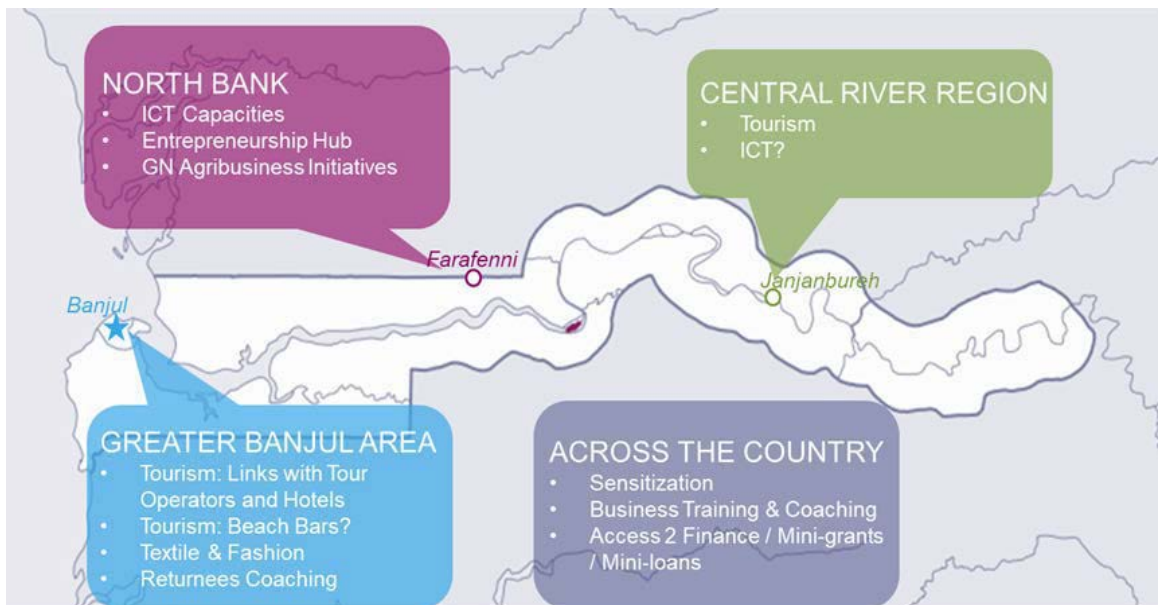 NORTH BANK
• ICT Capacities
• Entrepreneurship Hub
• GN Agribusiness Initiatives
CENTRAL RIVER REGION
• Tourism
• ICT?
Farafenni
Janjanbureh
Banjul
GREATER BANJUL AREA
• Tourism: Links with Tour
Operators and Hotels
• Tourism: Beach Bars?
• Textile & Fashion
• Returnees Coaching
ACROSS THE COUNTRY
• Sensitization
• Business Training & Coaching
• Access 2 Finance / Mini-grants
/ Mini-loans